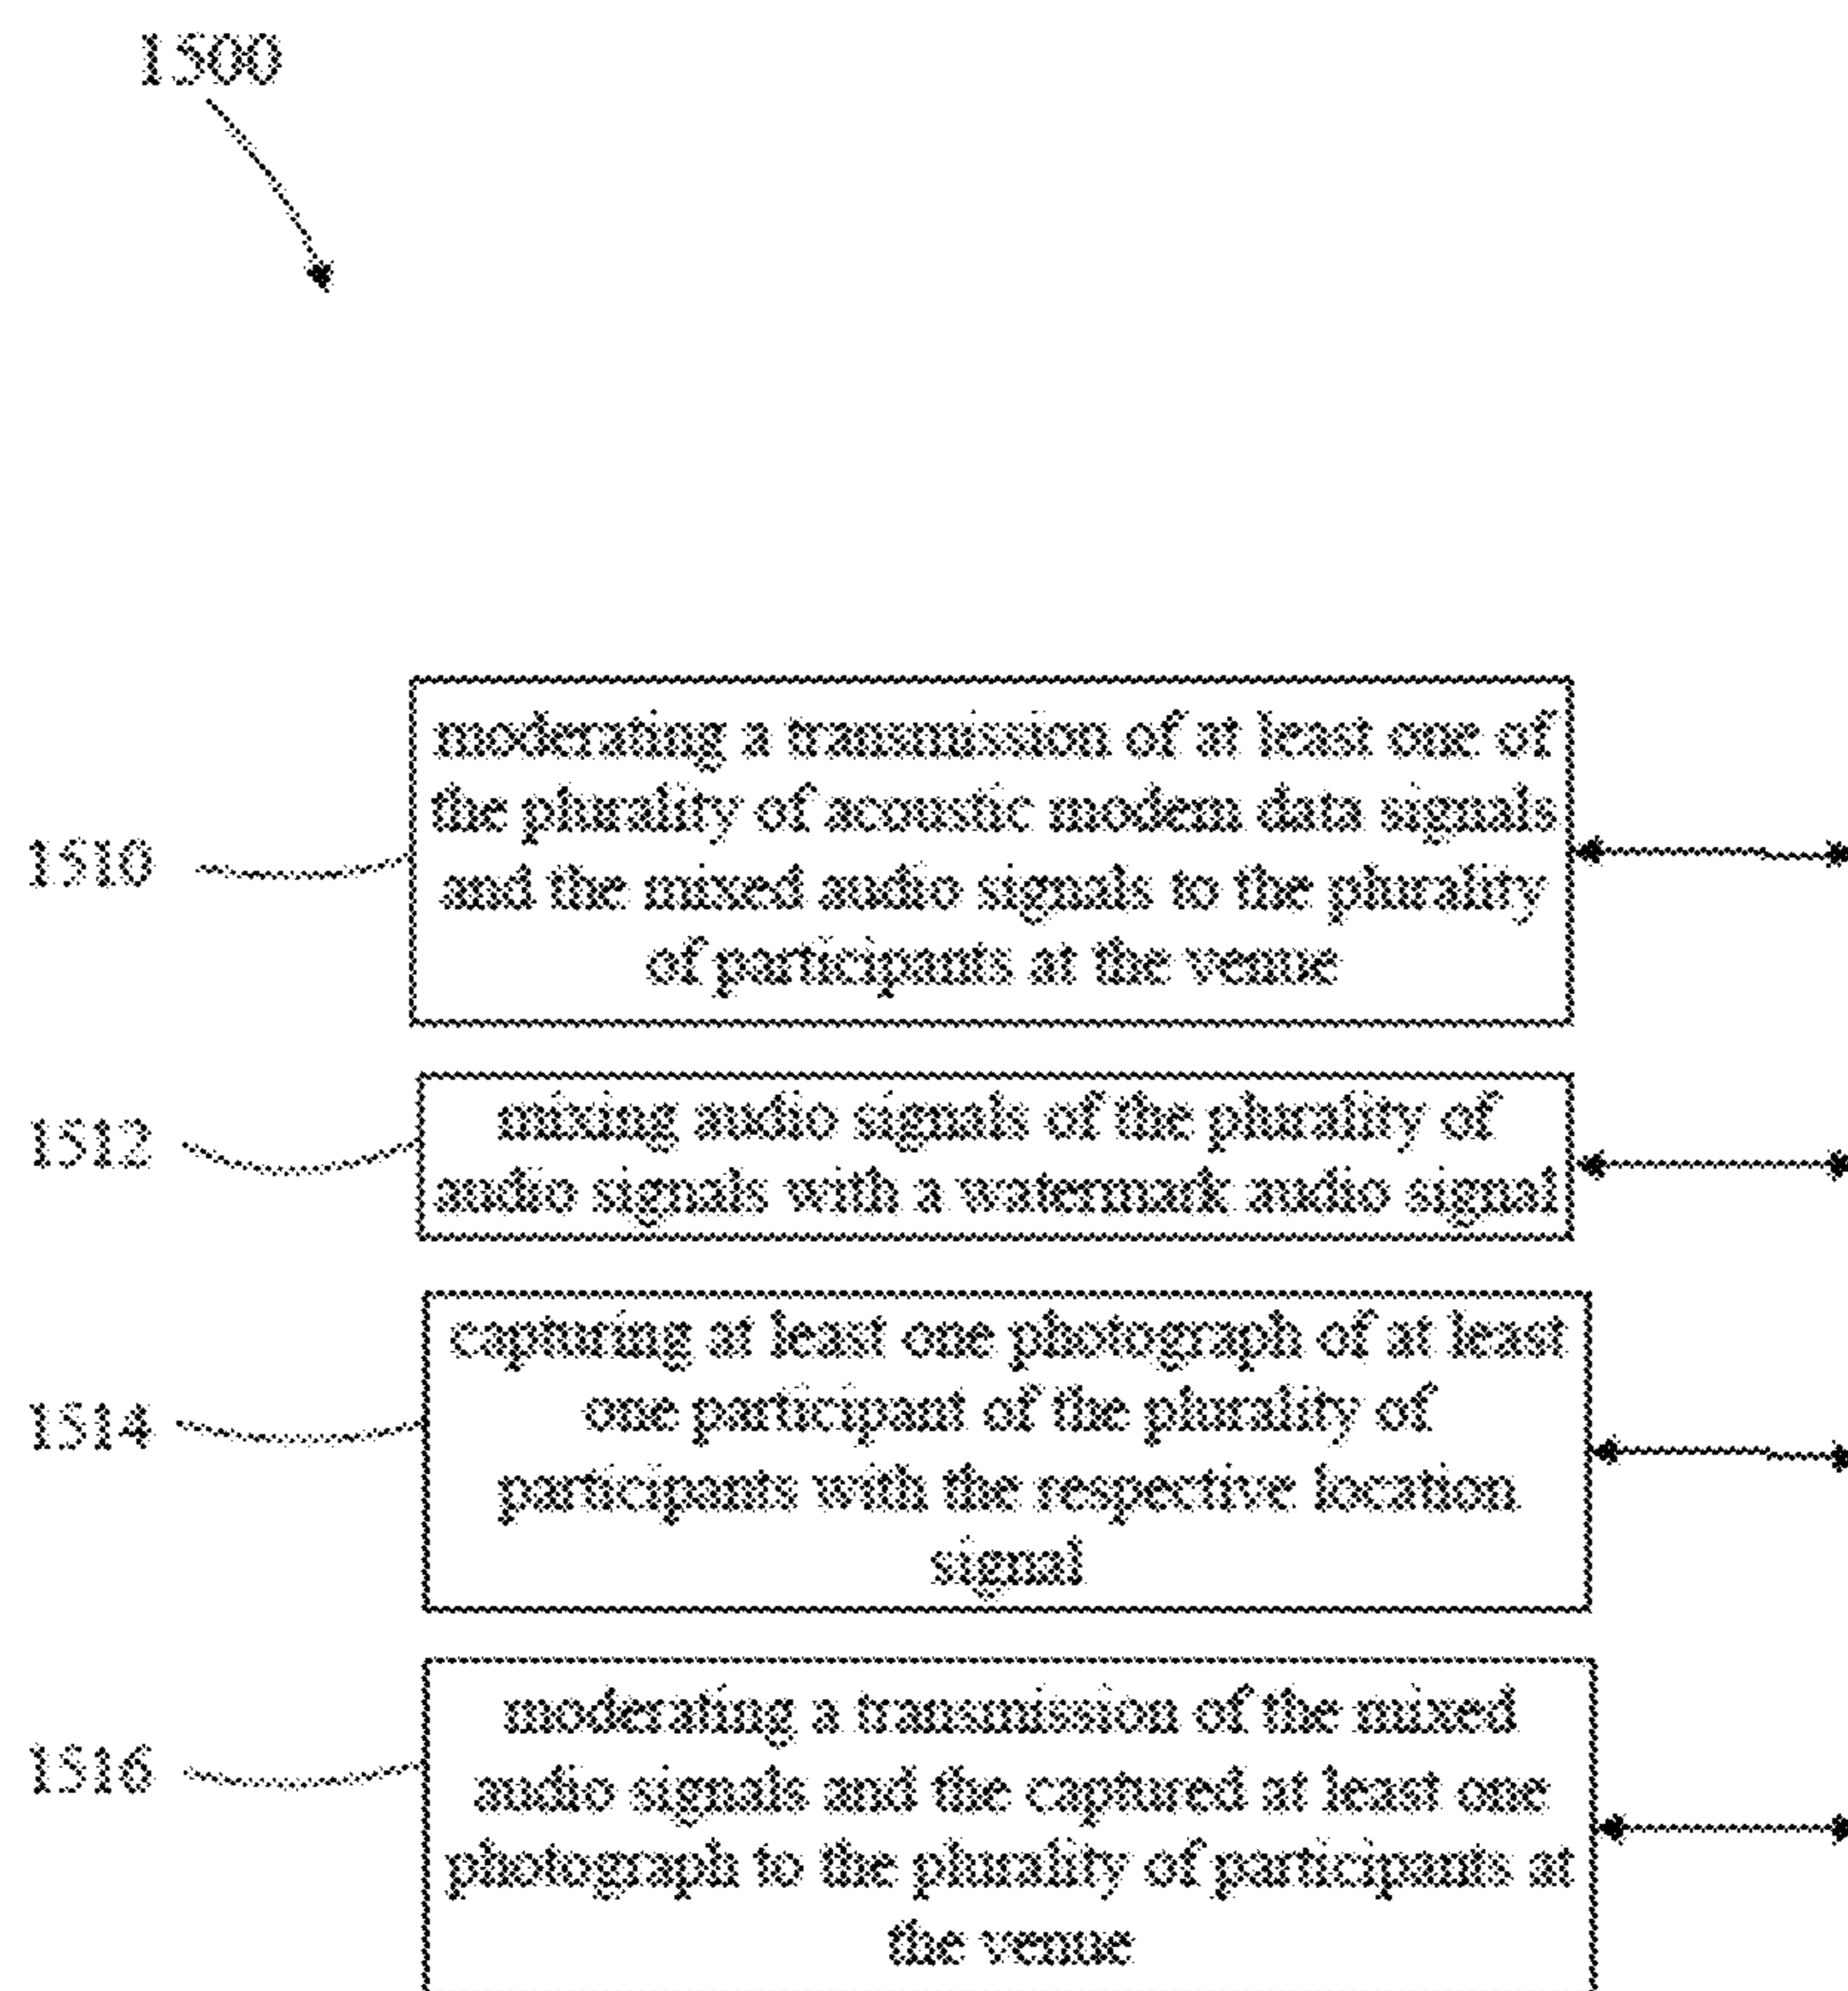 1500
moderating a transmission of at least one of
the plurality of acoustic modem data signals
1510
and the mixed audio signals to the plurality
of participants at the venue
mixing audio signals of the plurality of
1512
audio signals with a watermark audio signal
capturing at least one photograph of at least
one participant of the plurality of
1514
participants with the respective location
signal
moderating a transmission of the mixed
1516
audio signals and the captured at least one
photograph to the plurality of participants at
the venue